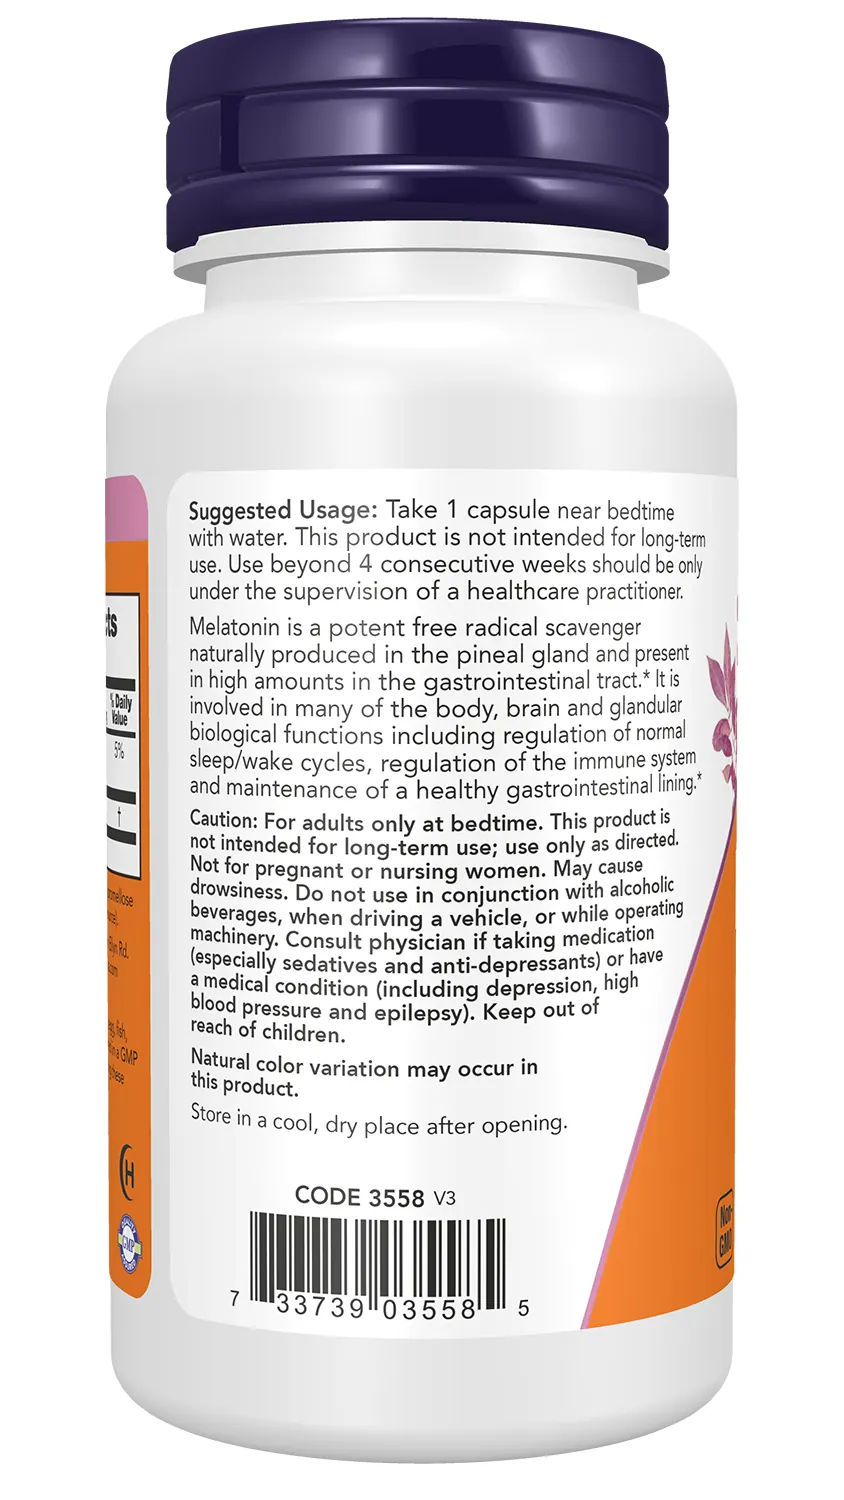 Suggested Usage: Take 1 capsule near bedtime
with water. This product is not intended for long-term
use. Use beyond 4 consecutive weeks should be only
under the supervision of a healthcare practitioner.
Melatonin is a potent free radical scavenger
naturally produced in the pineal gland and present
in high amounts in the gastrointestinal tract.* It is
involved in many of the body, brain and glandular
biological functions including regulation of normal
sleep/wake cycles, regulation of the immune system
and maintenance of a healthy gastrointestinal lining.*
Caution: For adults only at bedtime. This product is
not intended for long-term use; use only as directed.
Not for pregnant or nursing women. May cause
drowsiness. Do not use in conjunction with alcoholic
beverages, when driving a vehicle, or while operating
machinery. Consult physician if taking medication
(especially sedatives and anti-depressants) or have
a medical condition (including depression, high
blood pressure and epilepsy). Keep out of
reach of children.
Natural color variation may occur in
this product.
Store in a cool, dry place after opening.
CODE 3558 V3
7 33739 03558 5
% Daily
Value
5%
†
Rd.
fish,
a GMP
these
H
GMP
Non-
GMO